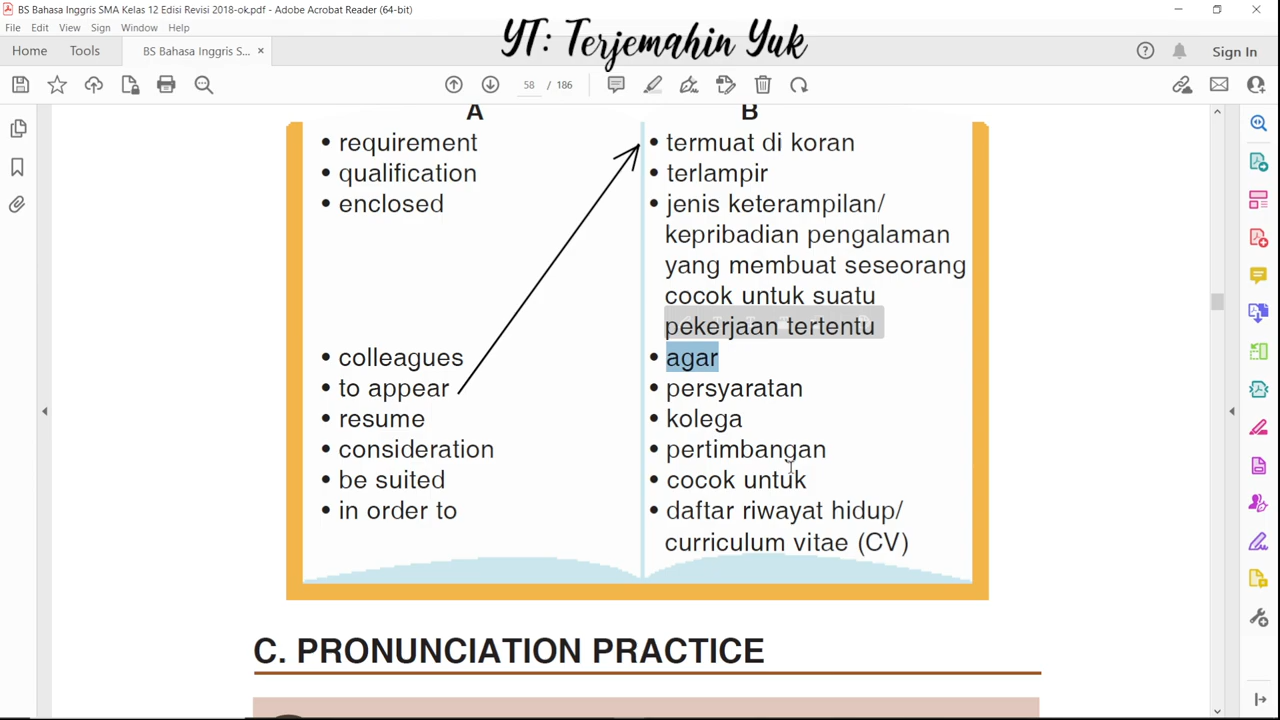 BS Bahasa Inggris SMA Kelas 12 Edisi Revisi 2018-ok.pdf - Adobe Acrobat Reader (64-bit)
File Edit View Sign Window Help
YT: Terjemahin Yuk
Home Tools BS Bahasa Inggris S... × Sign In
58 / 186
A
• requirement
• qualification
• enclosed
• colleagues
• to appear
• resume
• consideration
• be suited
• in order to
B
• termuat di koran
• terlampir
• jenis keterampilan/
kepribadian pengalaman
yang membuat seseorang
cocok untuk suatu
pekerjaan tertentu
• agar
• persyaratan
• kolega
• pertimbangan
• cocok untuk
• daftar riwayat hidup/
curriculum vitae (CV)
C. PRONUNCIATION PRACTICE